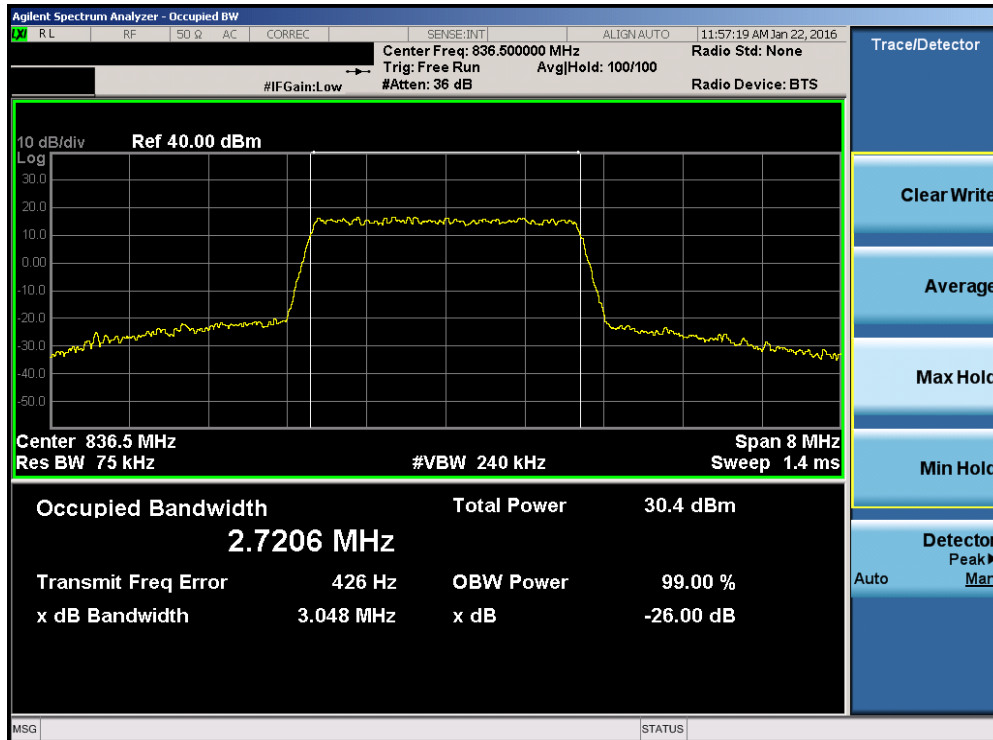 Agilent Spectrum Analyzer - Occupied BW
LXI RL RF 50 Ω AC CORREC SENSE:INT ALIGN AUTO 11:57:19 AM Jan 22, 2016
Center Freq: 836.500000 MHz Radio Std: None
Trig: Free Run Avg|Hold: 100/100
#IFGain:Low #Atten: 36 dB Radio Device: BTS
Trace/Detector
10 dB/div Ref 40.00 dBm
Log
30.0
20.0
10.0
0.00
-10.0
-20.0
-30.0
-40.0
-50.0
Center 836.5 MHz Span 8 MHz
Res BW 75 kHz #VBW 240 kHz Sweep 1.4 ms
Occupied Bandwidth Total Power 30.4 dBm
2.7206 MHz
Transmit Freq Error 426 Hz OBW Power 99.00 %
x dB Bandwidth 3.048 MHz x dB -26.00 dB
Clear Write
Average
Max Hold
Min Hold
Detector
Peak▶
Auto Man
MSG STATUS